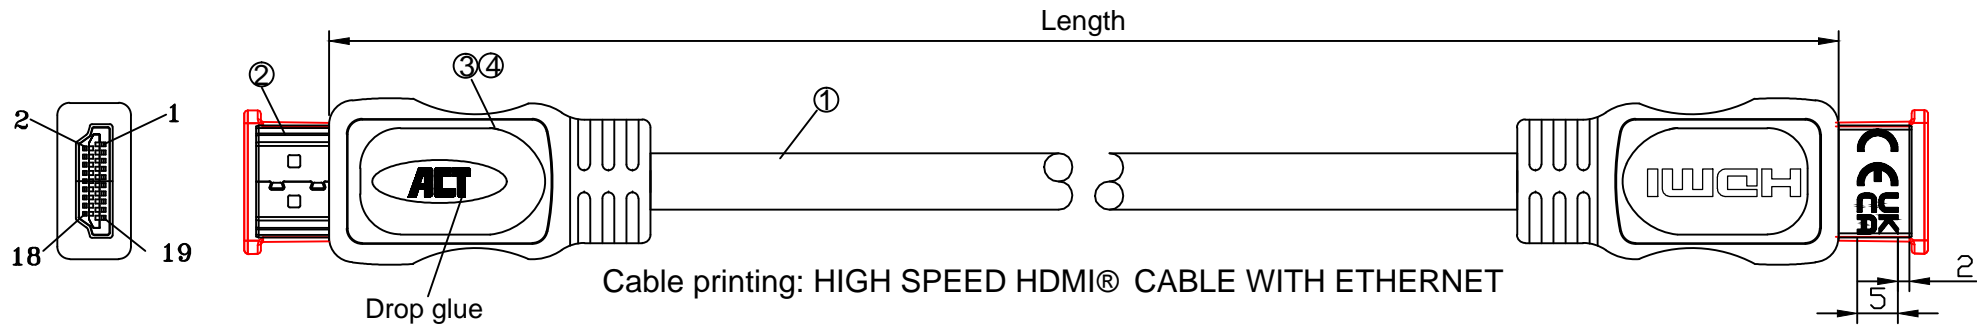 Length
③④
②
①
2
1
ACT
HDMI
CE
UK
CA
18
19
Cable printing: HIGH SPEED HDMI® CABLE WITH ETHERNET
2
5
Drop glue